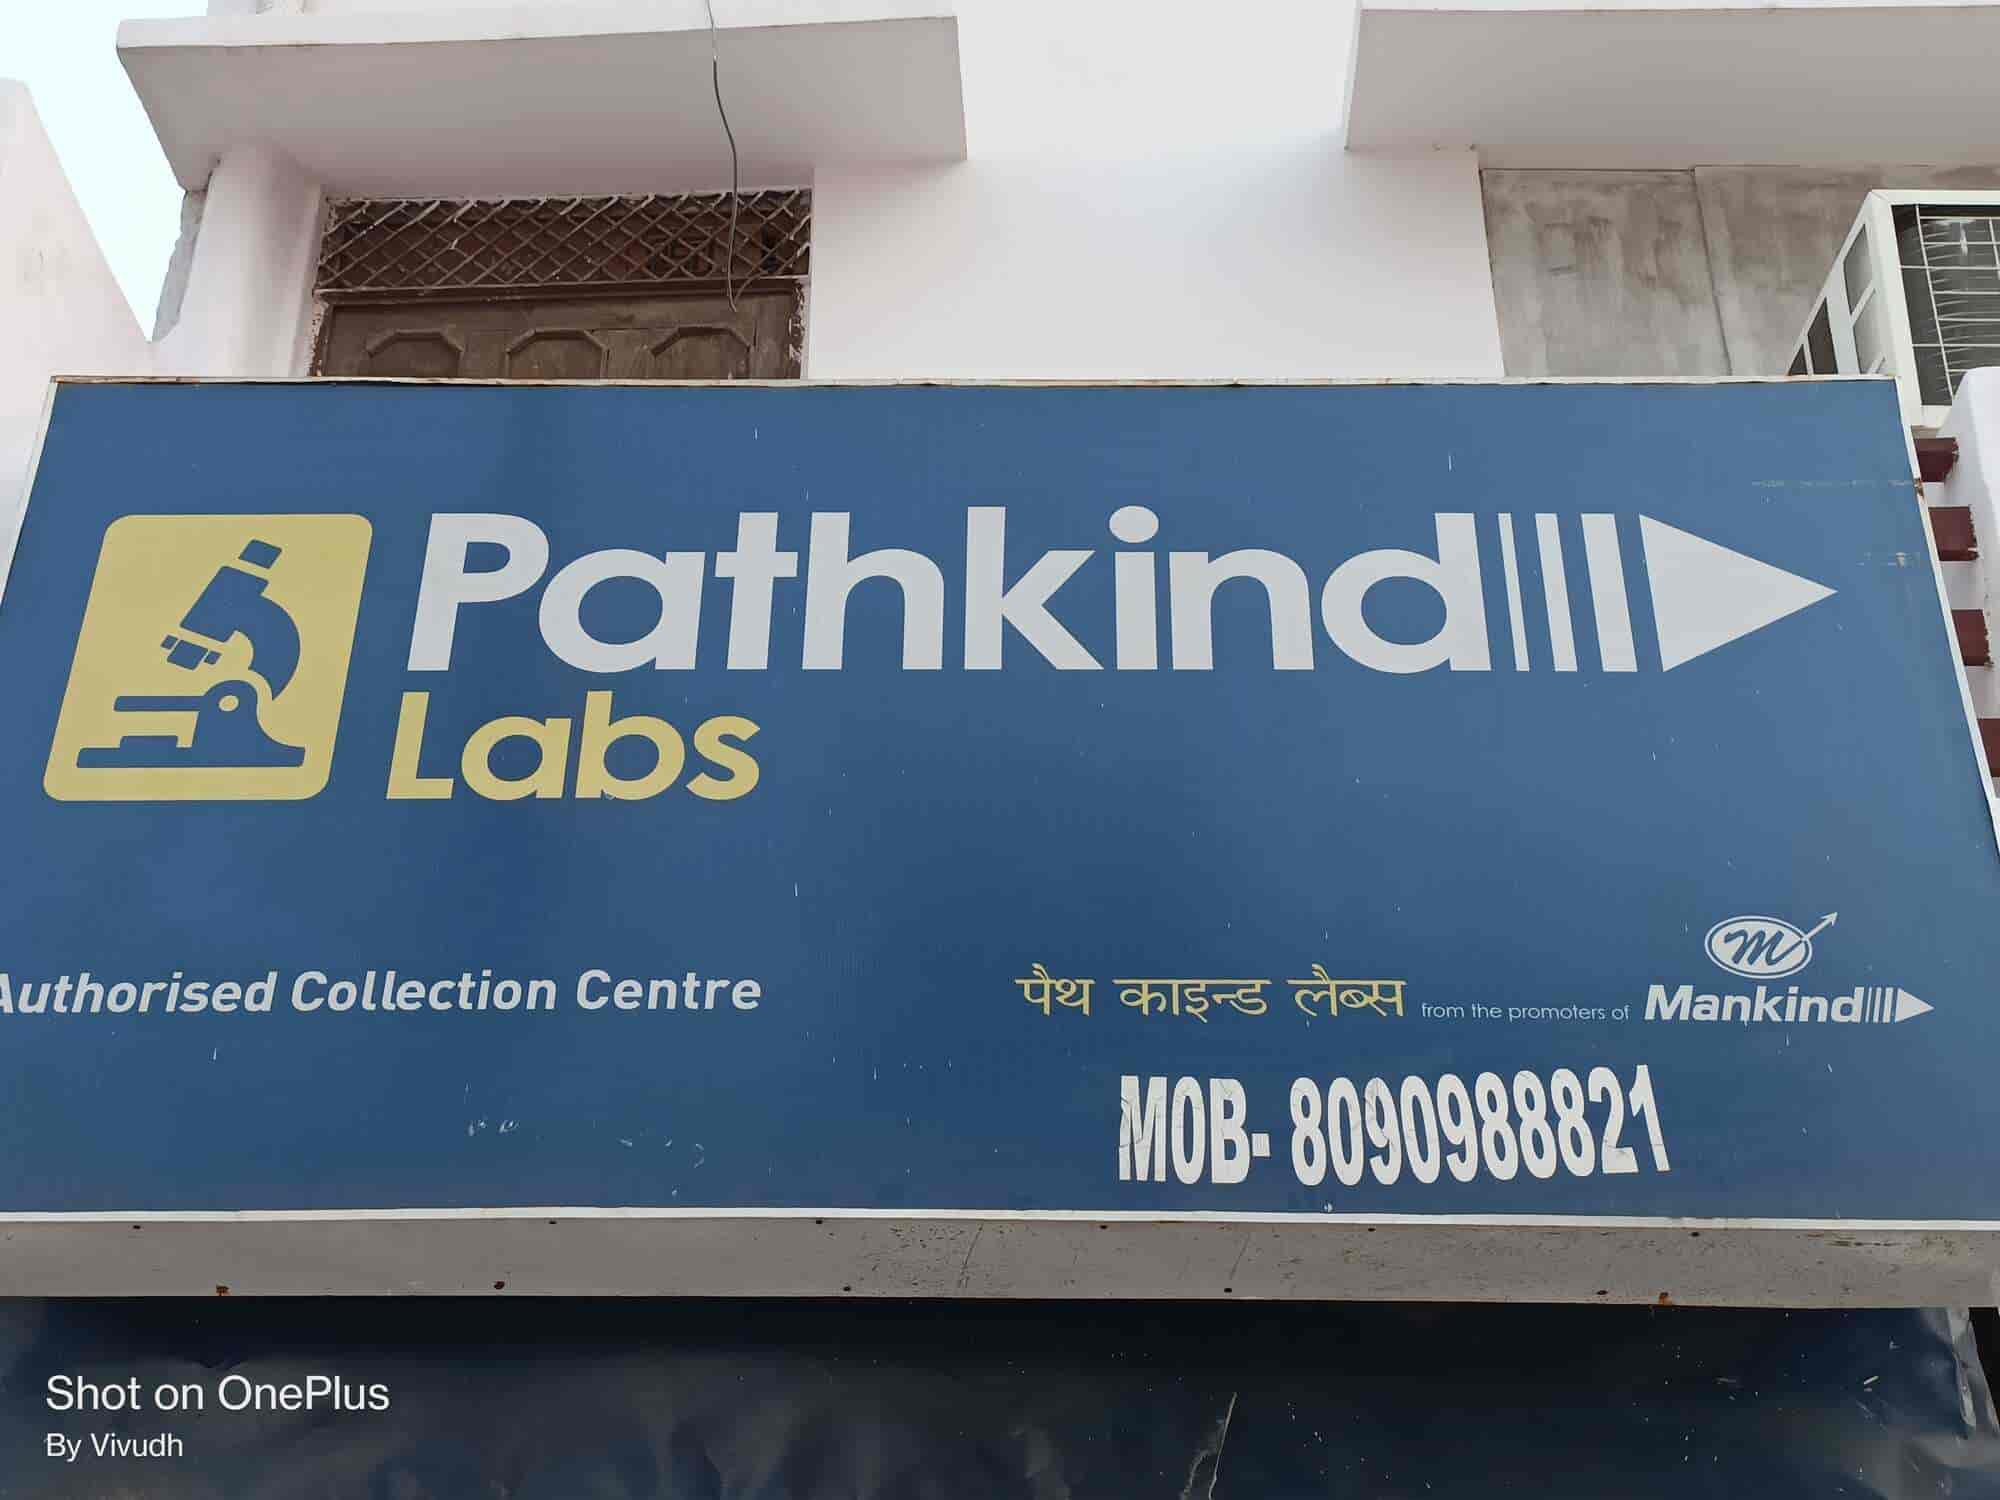 Pathkind
Labs
Authorised Collection Centre
पैथ काइन्ड लैब्स from the promoters of Mankind
MOB- 8090988821
Shot on OnePlus
By Vivudh